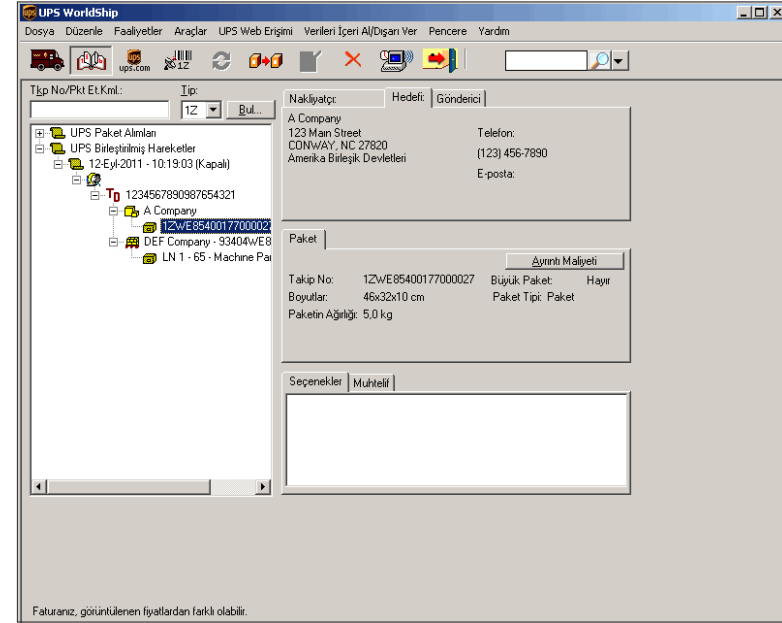 UPS WorldShip
Dosya Düzenle Faaliyetler Araçlar UPS Web Erişimi Verileri İçeri Al/Dışarı Ver Pencere Yardım
UPS
ups.com
1Z
Tkp No/Pkt Et.Kml.: Tip:
1Z Bul...
UPS Paket Alımları
UPS Birleştirilmiş Hareketler
12-Eyl-2011 - 10:19:03 (Kapalı)
TD 1234567890987654321
A Company
1ZWE8540017700002
DEF Company - 93404WE8
LN 1 - 65 - Machine Par
Nakliyatçı: Hedefi: Gönderici
A Company
123 Main Street
CONWAY, NC 27820
Amerika Birleşik Devletleri
Telefon:
(123) 456-7890
E-posta:
Paket
Ayrıntı Maliyeti
Takip No: 1ZWE85400177000027 Büyük Paket: Hayır
Boyutlar: 46x32x10 cm Paket Tipi: Paket
Paketin Ağırlığı: 5,0 kg
Seçenekler Muhtelif
Faturanız, görüntülenen fiyatlardan farklı olabilir.